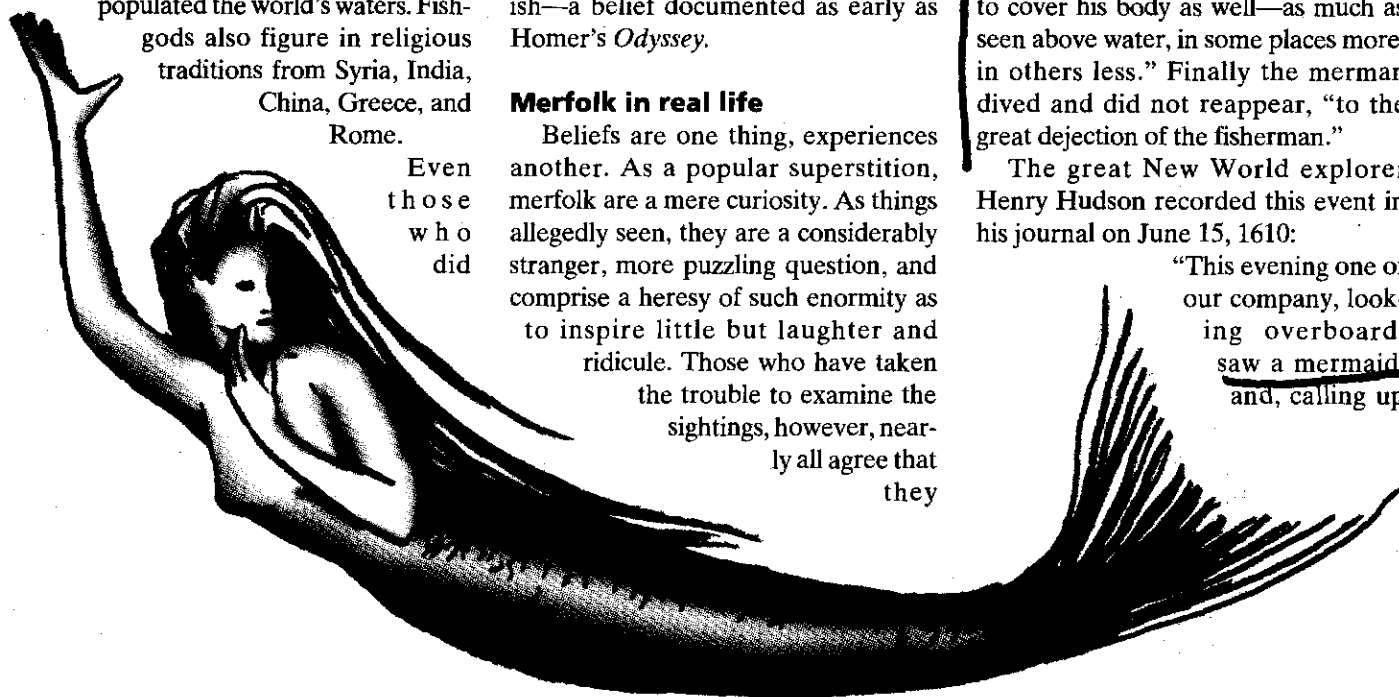 populated the world's waters. Fish-
gods also figure in religious
traditions from Syria, India,
China, Greece, and
Rome.
Even
those
who
did
ish—a belief documented as early as
Homer's Odyssey.
Merfolk in real life
Beliefs are one thing, experiences
another. As a popular superstition,
merfolk are a mere curiosity. As things
allegedly seen, they are a considerably
stranger, more puzzling question, and
comprise a heresy of such enormity as
to inspire little but laughter and
ridicule. Those who have taken
the trouble to examine the
sightings, however, near-
ly all agree that
they
to cover his body as well—as much as
seen above water, in some places more
in others less." Finally the merman
dived and did not reappear, "to the
great dejection of the fisherman."
The great New World explorer
Henry Hudson recorded this event in
his journal on June 15, 1610:
"This evening one of
our company, look-
ing overboard
saw a mermaid
and, calling up